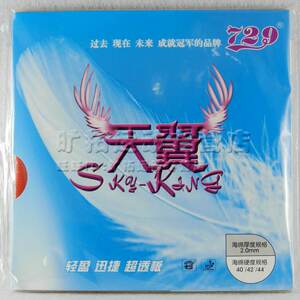 过去 现在 未来 成就冠军的品牌
729
天翼
SKY-KING
轻盈 迅捷 超透板
海绵厚度规格
2.0mm
海绵硬度规格
40 /42 /44